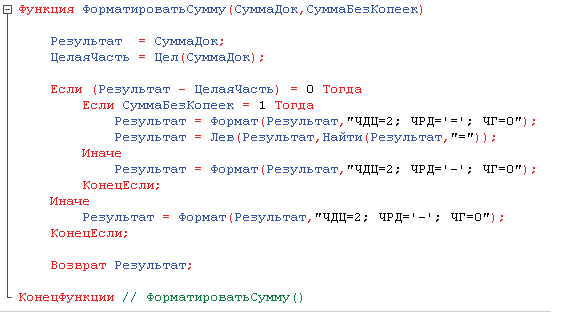 Функция ФорматироватьСумму(СуммаДок,СуммаБезКопеек)
Результат  = СуммаДок;
ЦелаяЧасть = Цел(СуммаДок);
Если (Результат - ЦелаяЧасть) = 0 Тогда
Если СуммаБезКопеек = 1 Тогда
Результат = Формат(Результат,"ЧДЦ=2; ЧРД='='; ЧГ=0");
Результат = Лев(Результат,Найти(Результат,"="));
Иначе
Результат = Формат(Результат,"ЧДЦ=2; ЧРД='-'; ЧГ=0");
КонецЕсли;
Иначе
Результат = Формат(Результат,"ЧДЦ=2; ЧРД='-'; ЧГ=0");
КонецЕсли;
Возврат Результат;
КонецФункции // ФорматироватьСумму()